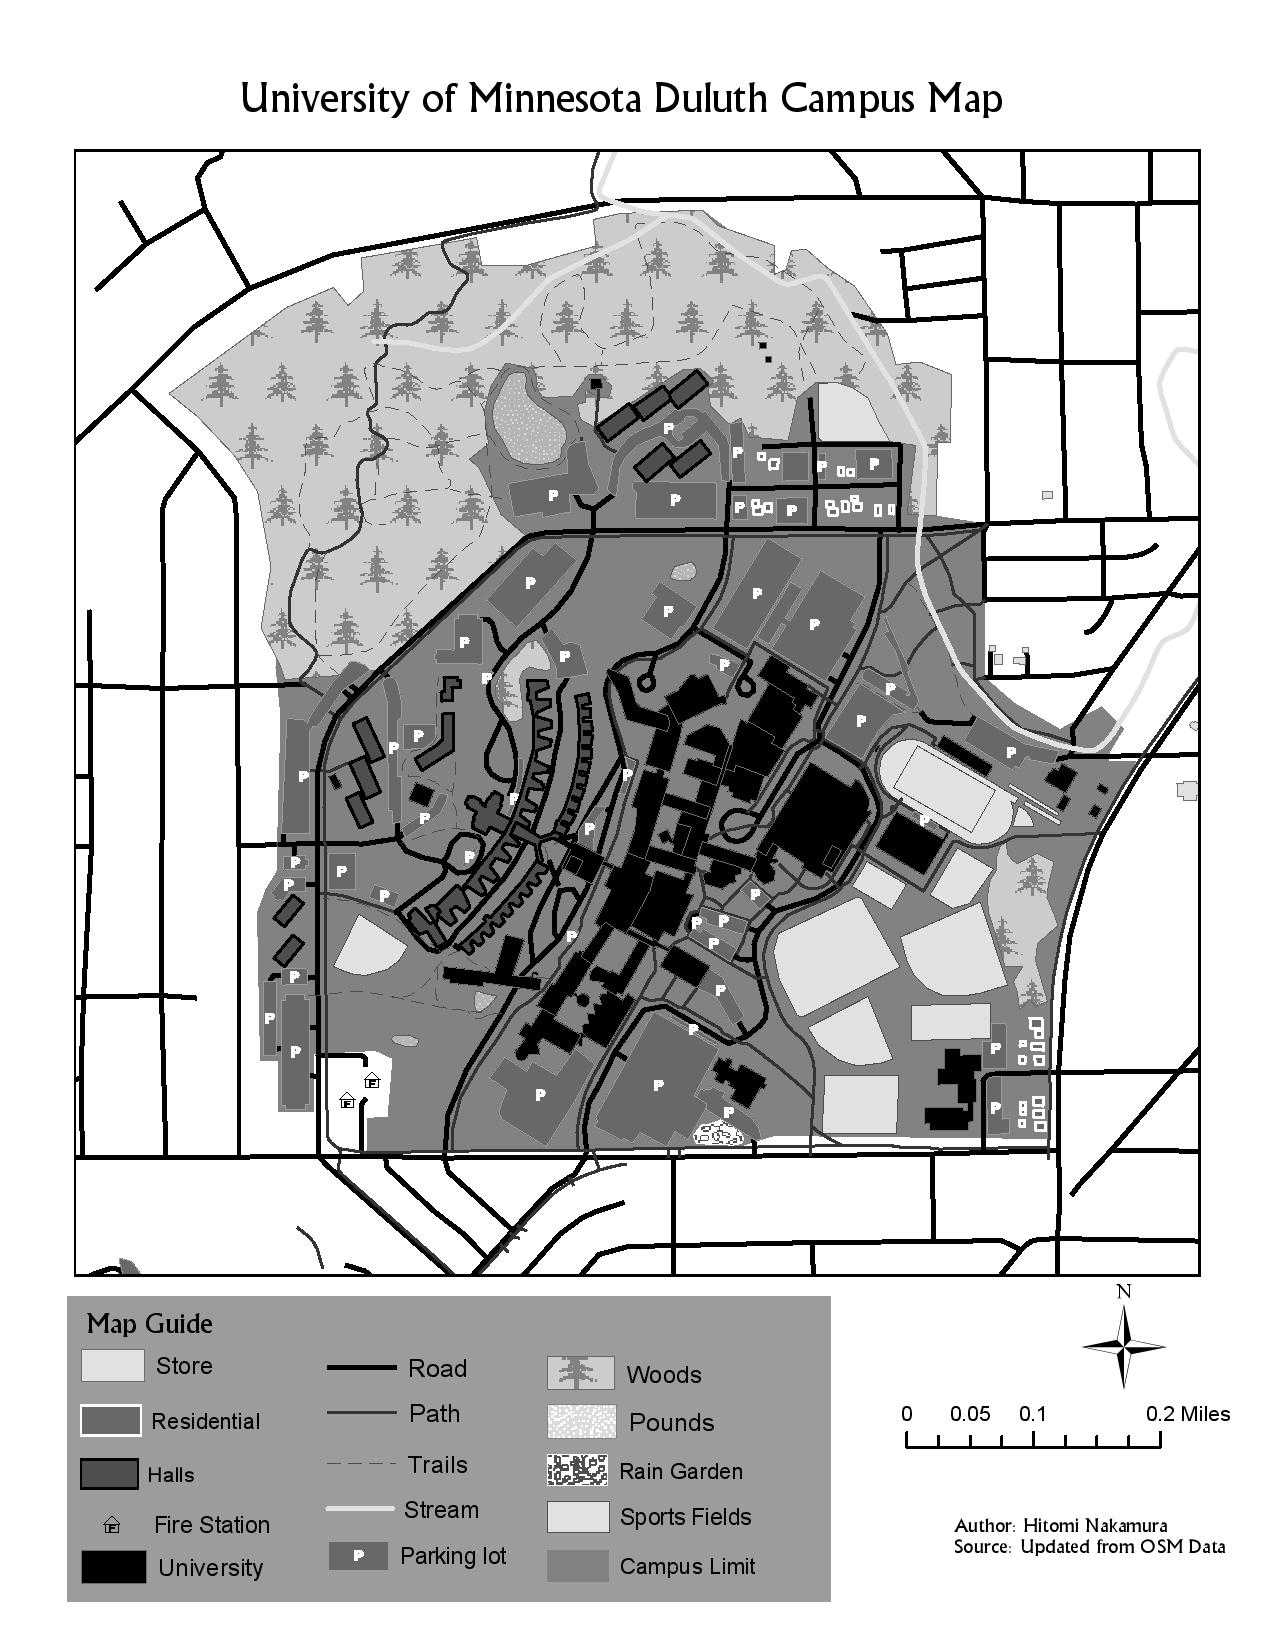 University of Minnesota Duluth Campus Map
Map Guide
Store
Residential
Halls
Fire Station
University
Road
Path
Trails
Stream
P Parking lot
Woods
Pounds
Rain Garden
Sports Fields
Campus Limit
N
0 0.05 0.1 0.2 Miles
Author: Hitomi Nakamura
Source: Updated from OSM Data